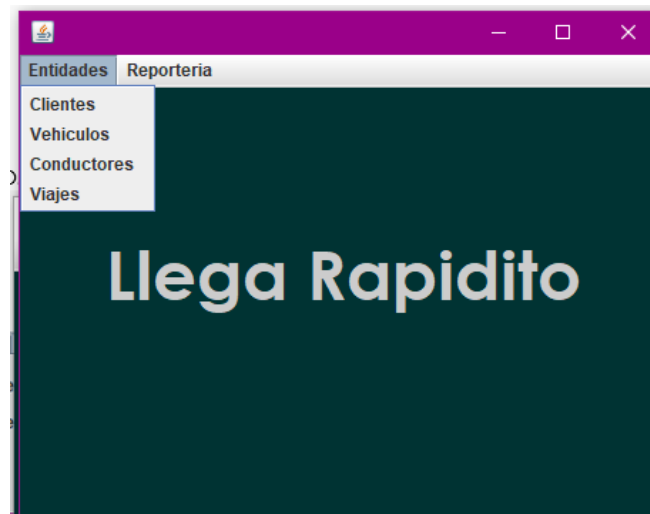 Entidades Reporteria
Clientes
Vehiculos
Conductores
Viajes
Llega Rapidito